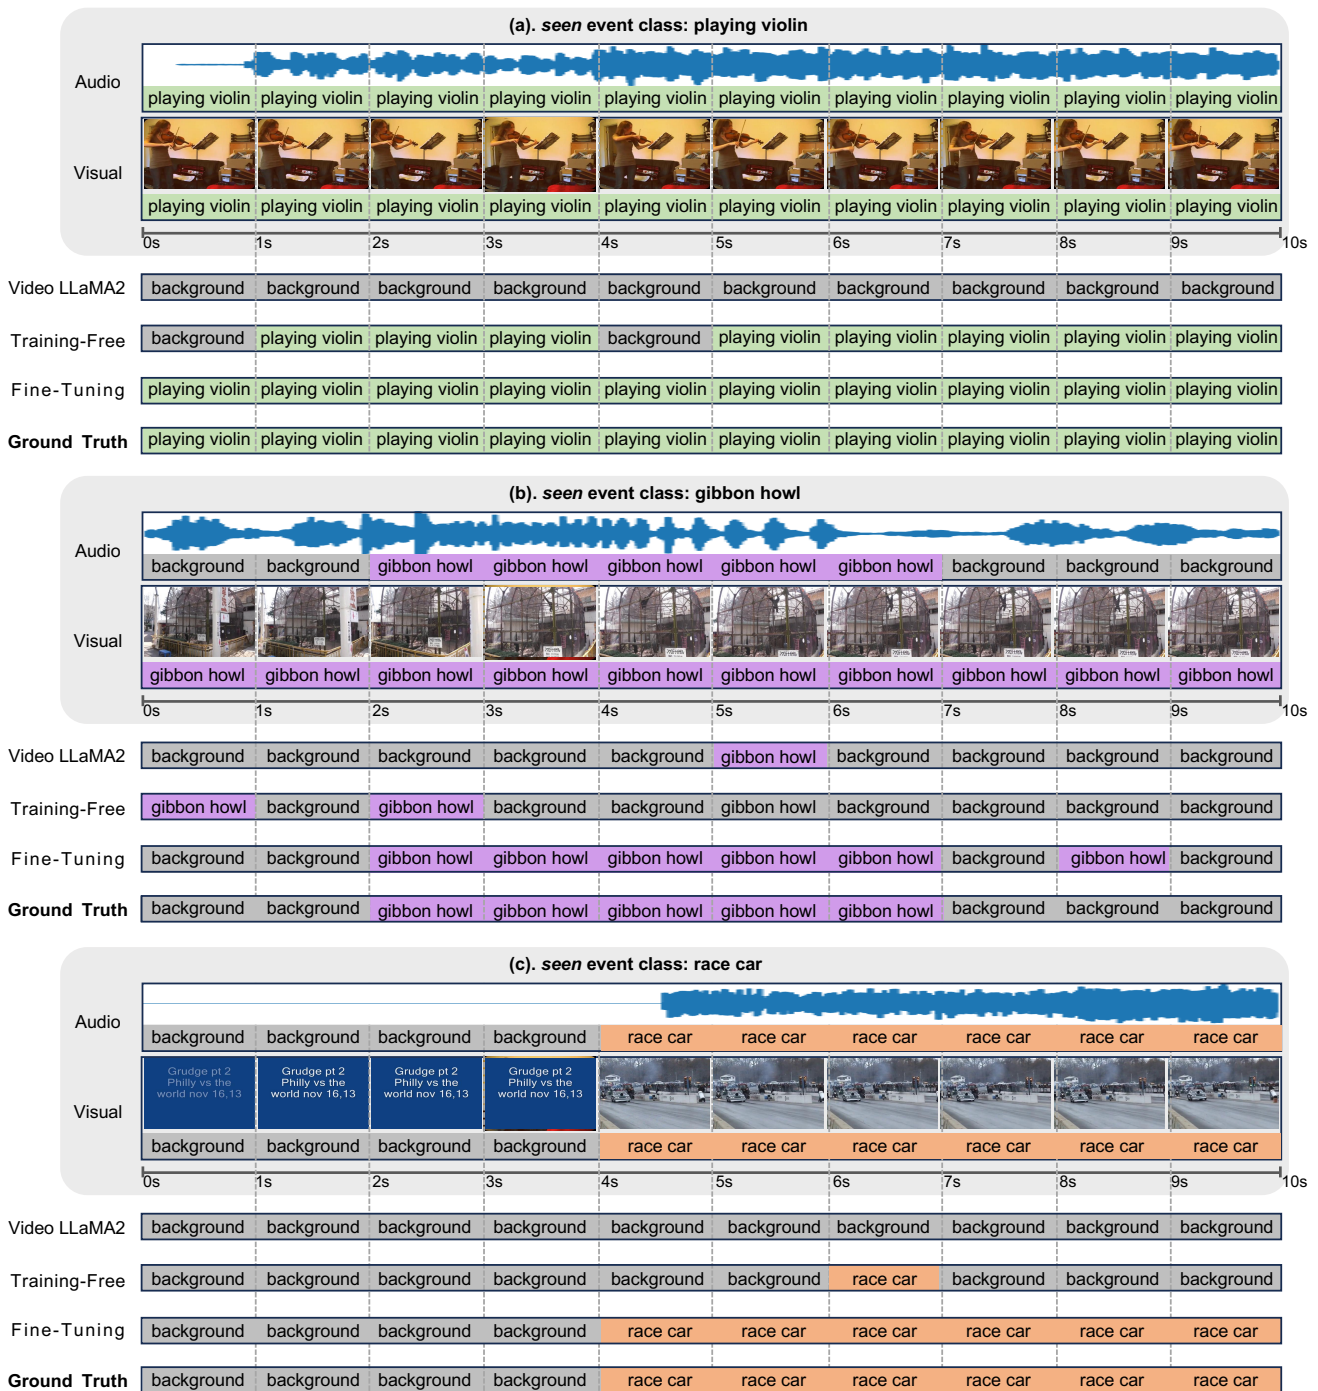 (a). seen event class: playing violin
Audio
playing violin playing violin playing violin playing violin playing violin playing violin playing violin playing violin playing violin playing violin
Visual
playing violin playing violin playing violin playing violin playing violin playing violin playing violin playing violin playing violin playing violin
0s 1s 2s 3s 4s 5s 6s 7s 8s 9s 10s
Video LLaMA2 background background background background background background background background background background
Training-Free background playing violin playing violin playing violin background playing violin playing violin playing violin playing violin playing violin
Fine-Tuning playing violin playing violin playing violin playing violin playing violin playing violin playing violin playing violin playing violin playing violin
Ground Truth playing violin playing violin playing violin playing violin playing violin playing violin playing violin playing violin playing violin playing violin
(b). seen event class: gibbon howl
Audio
background background gibbon howl gibbon howl gibbon howl gibbon howl gibbon howl background background background
Visual
gibbon howl gibbon howl gibbon howl gibbon howl gibbon howl gibbon howl gibbon howl gibbon howl gibbon howl gibbon howl
0s 1s 2s 3s 4s 5s 6s 7s 8s 9s 10s
Video LLaMA2 background background background background background gibbon howl background background background background
Training-Free gibbon howl background gibbon howl background background gibbon howl background background background background
Fine-Tuning background background gibbon howl gibbon howl gibbon howl gibbon howl gibbon howl background gibbon howl background
Ground Truth background background gibbon howl gibbon howl gibbon howl gibbon howl gibbon howl background background background
(c). seen event class: race car
Audio
background background background background race car race car race car race car race car race car
Visual
Grudge pt 2 Grudge pt 2 Grudge pt 2 Grudge pt 2
Philly vs the Philly vs the Philly vs the Philly vs the
world nov 16,13 world nov 16,13 world nov 16,13 world nov 16,13
background background background background race car race car race car race car race car race car
0s 1s 2s 3s 4s 5s 6s 7s 8s 9s 10s
Video LLaMA2 background background background background background background background background background background
Training-Free background background background background background background race car background background background
Fine-Tuning background background background background race car race car race car race car race car race car
Ground Truth background background background background race car race car race car race car race car race car